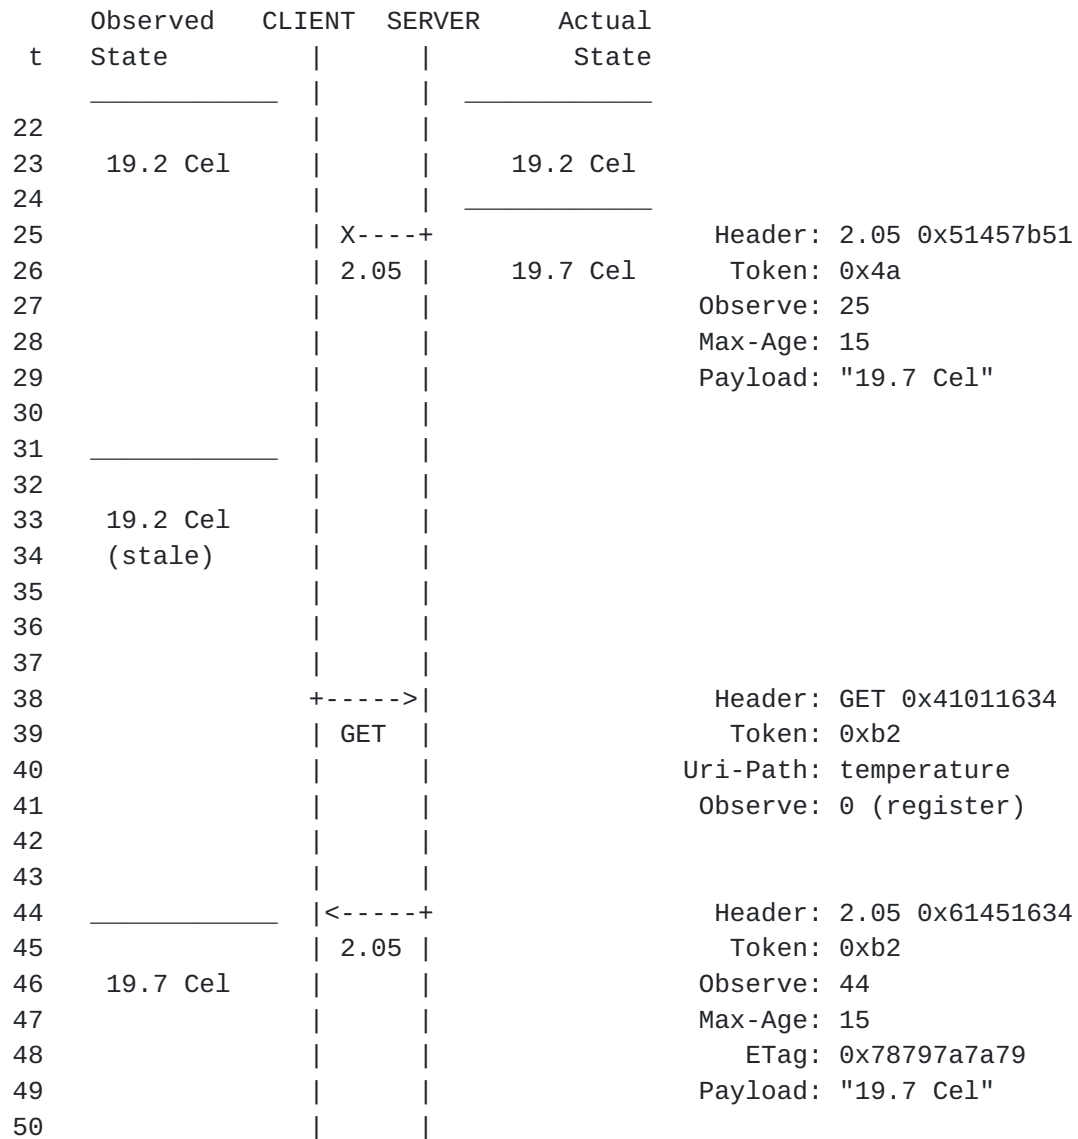 Observed   CLIENT  SERVER     Actual
 t   State         |      |         State
     ____________  |      |  ____________
22                 |      |
23    19.2 Cel     |      |     19.2 Cel
24                 |      |  ____________
25                 | X----+                  Header: 2.05 0x51457b51
26                 | 2.05 |     19.7 Cel      Token: 0x4a
27                 |      |                 Observe: 25
28                 |      |                 Max-Age: 15
29                 |      |                 Payload: "19.7 Cel"
30                 |      |
31   ____________  |      |
32                 |      |
33    19.2 Cel     |      |
34    (stale)      |      |
35                 |      |
36                 |      |
37                 |      |
38                 +----->|                  Header: GET 0x41011634
39                 | GET  |                   Token: 0xb2
40                 |      |                Uri-Path: temperature
41                 |      |                 Observe: 0 (register)
42                 |      |
43                 |      |
44   ____________  |<-----+                  Header: 2.05 0x61451634
45                 | 2.05 |                   Token: 0xb2
46    19.7 Cel     |      |                 Observe: 44
47                 |      |                 Max-Age: 15
48                 |      |                    ETag: 0x78797a7a79
49                 |      |                 Payload: "19.7 Cel"
50                 |      |